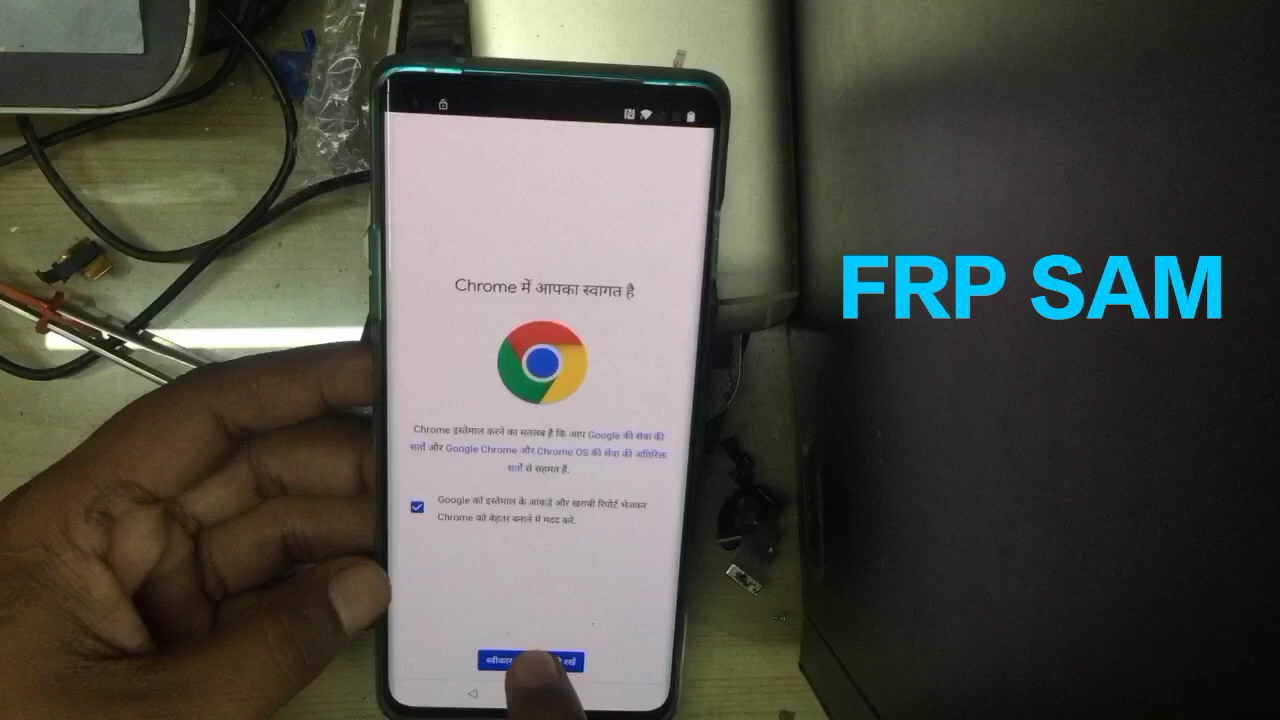 Chrome में आपका स्वागत है
Chrome इस्तेमाल करने का मतलब है कि आप Google की सेवा की
शर्तों और Google Chrome और Chrome OS की सेवा की अतिरिक्त
शर्तों से सहमत हैं.
Google को इस्तेमाल के आंकड़े और खराबी रिपोर्ट भेजकर
Chrome को बेहतर बनाने में मदद करें.
रखें
FRP SAM